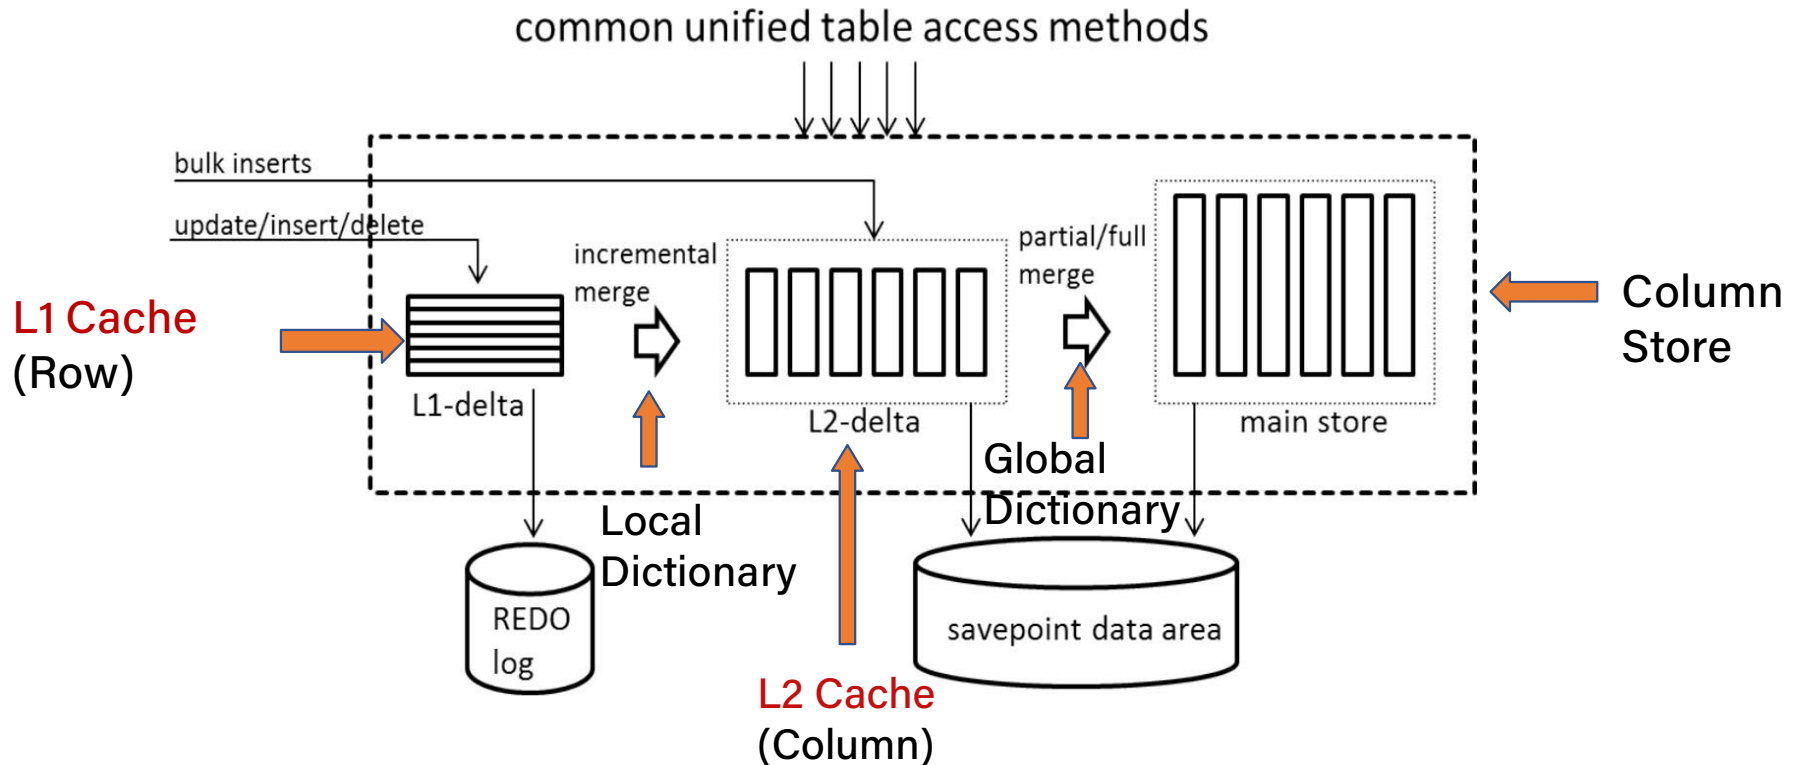 common unified table access methods
bulk inserts
update/insert/delete
incremental
merge
partial/full
merge
L1 Cache
(Row)
Column
Store
L1-delta
L2-delta
main store
Global
Dictionary
Local
Dictionary
REDO
log
savepoint data area
L2 Cache
(Column)